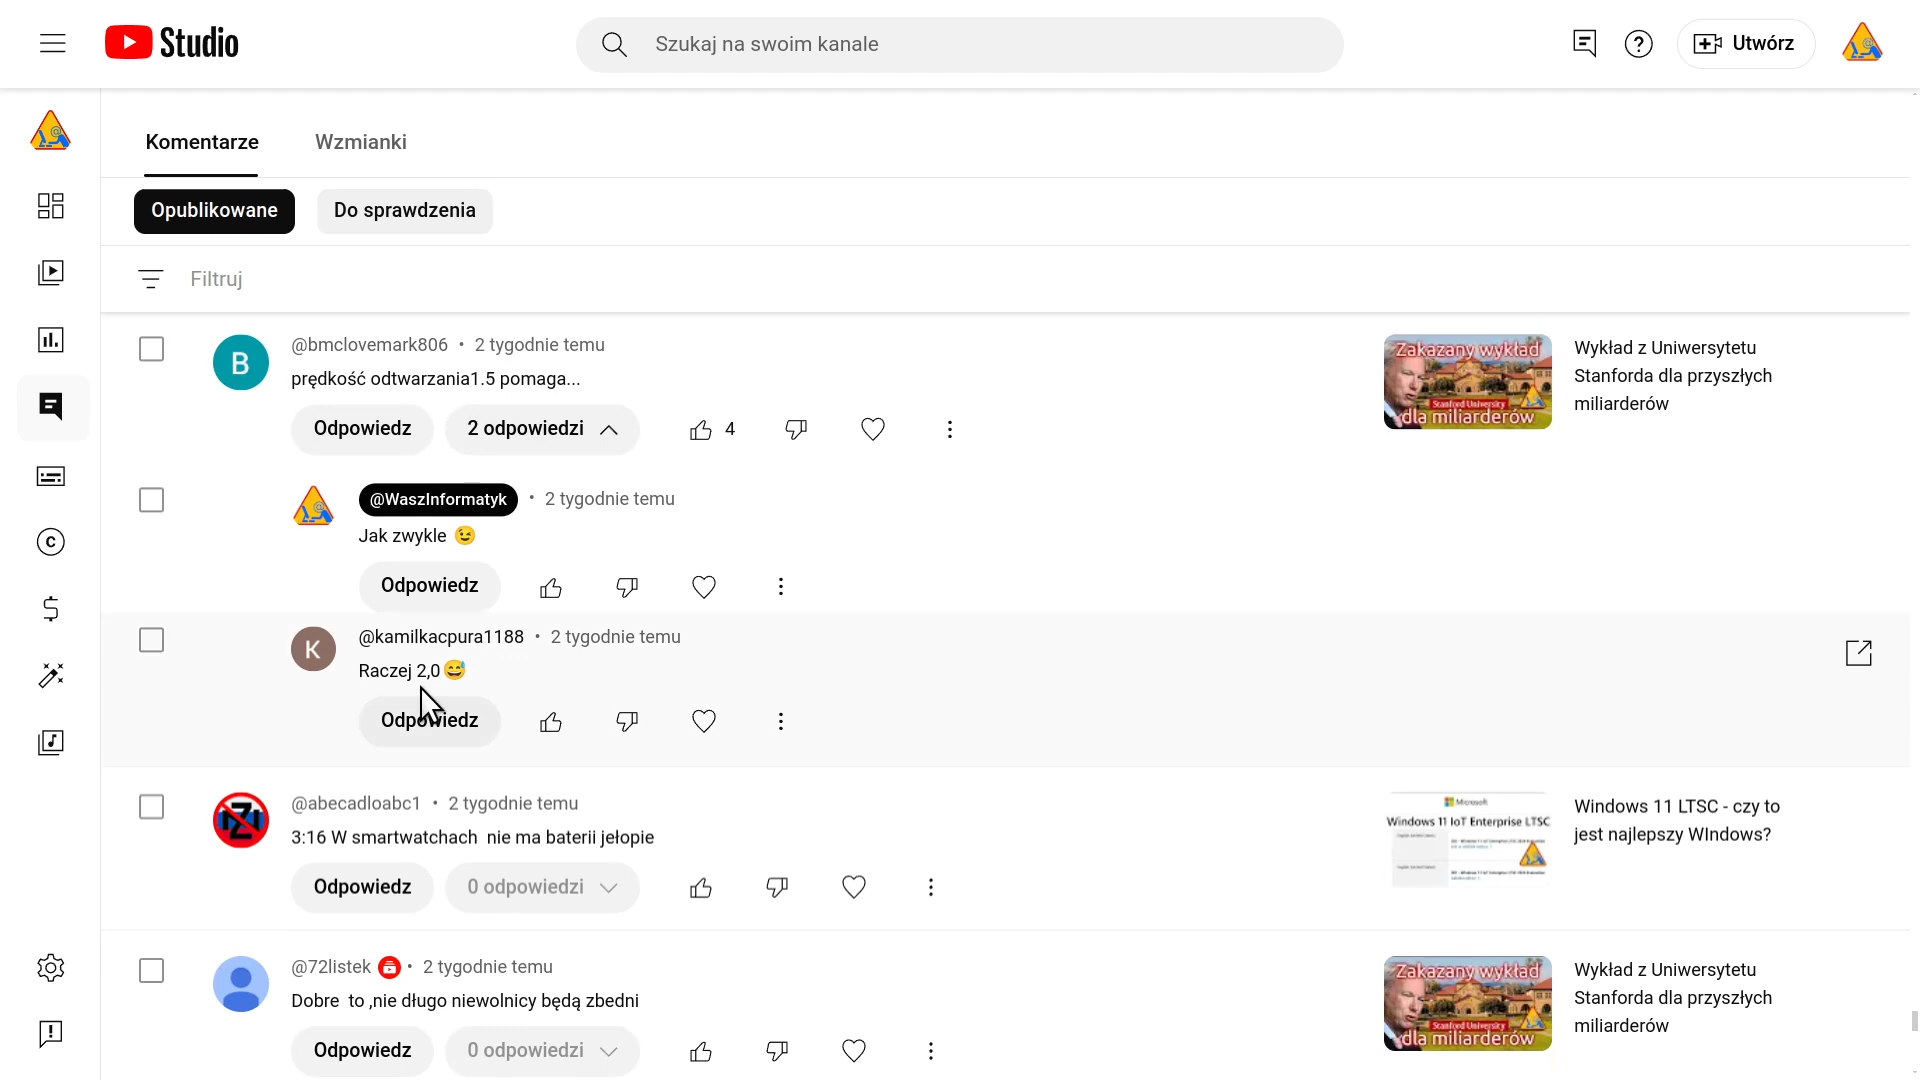 Studio
Szukaj na swoim kanale
Utwórz
Komentarze
Wzmianki
Opublikowane
Do sprawdzenia
Filtruj
@bmclovemark806 • 2 tygodnie temu
prędkość odtwarzania1.5 pomaga...
Odpowiedz
2 odpowiedzi
4
Zakazany wykład
Stanford University
dla miliarderów
Wykład z Uniwersytetu
Stanforda dla przyszłych
miliarderów
@WaszInformatyk • 2 tygodnie temu
Jak zwykle 😉
Odpowiedz
K
@kamilkacpura1188 • 2 tygodnie temu
Raczej 2,0😅
Odpowiedz
B
@abecadloabc1 • 2 tygodnie temu
3:16 W smartwatchach  nie ma baterii jełopie
Odpowiedz
0 odpowiedzi
Microsoft
Windows 11 IoT Enterprise LTSC
Windows 11 LTSC - czy to
jest najlepszy WIndows?
@72listek • 2 tygodnie temu
Dobre  to ,nie długo niewolnicy będą zbedni
Odpowiedz
0 odpowiedzi
Zakazany wykład
Stanford University
dla miliarderów
Wykład z Uniwersytetu
Stanforda dla przyszłych
miliarderów